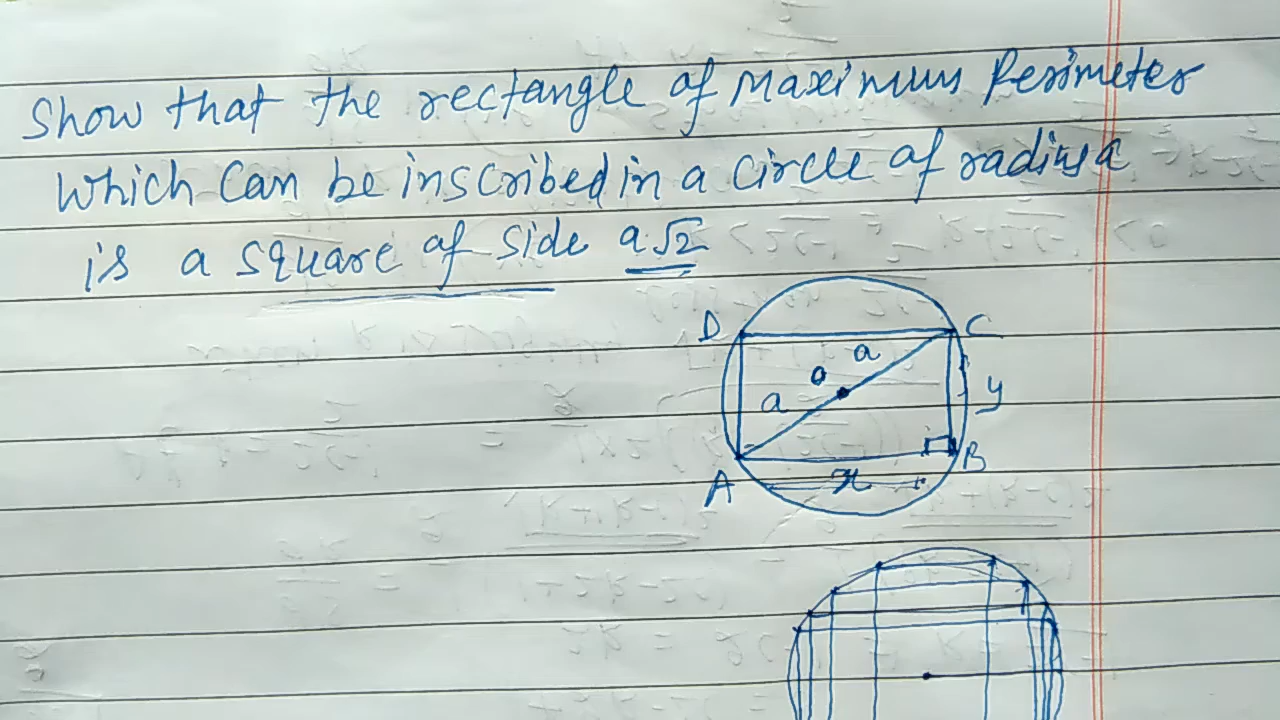 Show that the rectangle of Maximum Perimeter
Which Can be inscribed in a Circle of radius a
is a square of side a√2
D
C
a
o
a
y
A
x
B